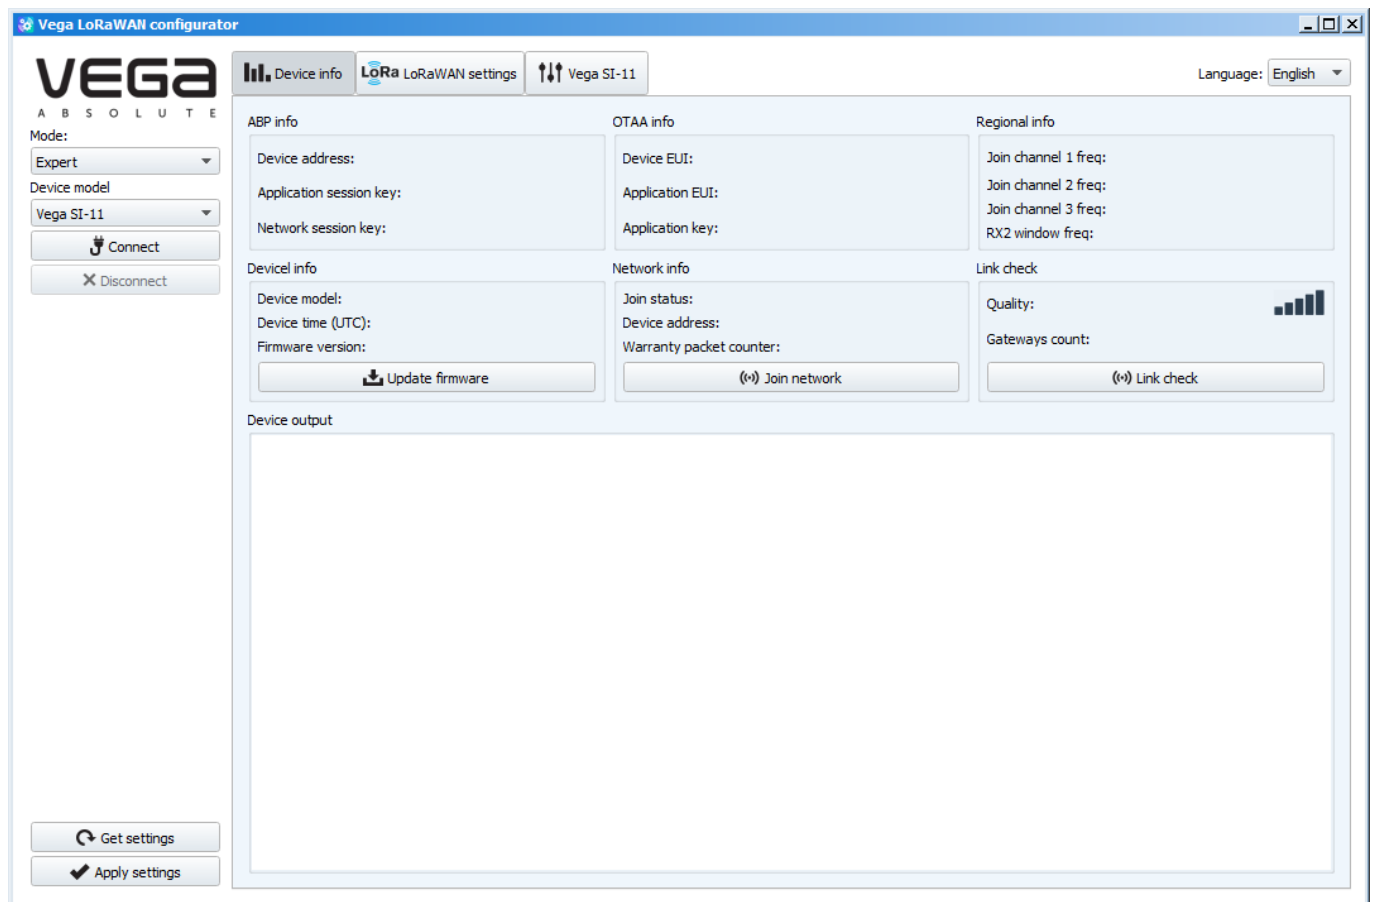 Vega LoRaWAN configurator
VEGA
ABSOLUTE
Mode:
Expert
Device model
Vega SI-11
Connect
Disconnect
Get settings
Apply settings
Device info
LoRa LoRaWAN settings
Vega SI-11
Language: English
ABP info
Device address:
Application session key:
Network session key:
OTAA info
Device EUI:
Application EUI:
Application key:
Regional info
Join channel 1 freq:
Join channel 2 freq:
Join channel 3 freq:
RX2 window freq:
Devicel info
Device model:
Device time (UTC):
Firmware version:
Update firmware
Network info
Join status:
Device address:
Warranty packet counter:
Join network
Link check
Quality:
Gateways count:
Link check
Device output